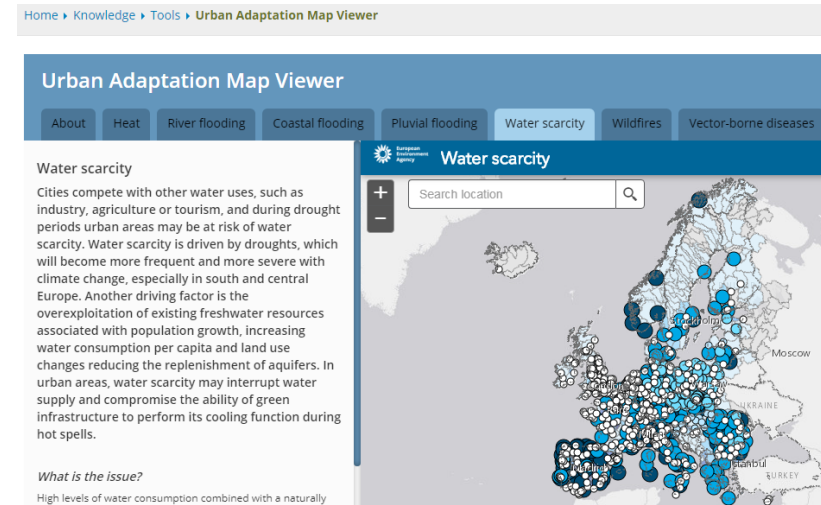 Home ▸ Knowledge ▸ Tools ▸ Urban Adaptation Map Viewer
Urban Adaptation Map Viewer
About Heat River flooding Coastal flooding Pluvial flooding Water scarcity Wildfires Vector-borne diseases
Water scarcity
Cities compete with other water uses, such as
industry, agriculture or tourism, and during drought
periods urban areas may be at risk of water
scarcity. Water scarcity is driven by droughts, which
will become more frequent and more severe with
climate change, especially in south and central
Europe. Another driving factor is the
overexploitation of existing freshwater resources
associated with population growth, increasing
water consumption per capita and land use
changes reducing the replenishment of aquifers. In
urban areas, water scarcity may interrupt water
supply and compromise the ability of green
infrastructure to perform its cooling function during
hot spells.
What is the issue?
High levels of water consumption combined with a naturally
European
Environment
Agency
Water scarcity
+
Search location
−
Stockholm
Moscow
London
Warsaw
UKRAINE
Madrid
Istanbul
TURKEY